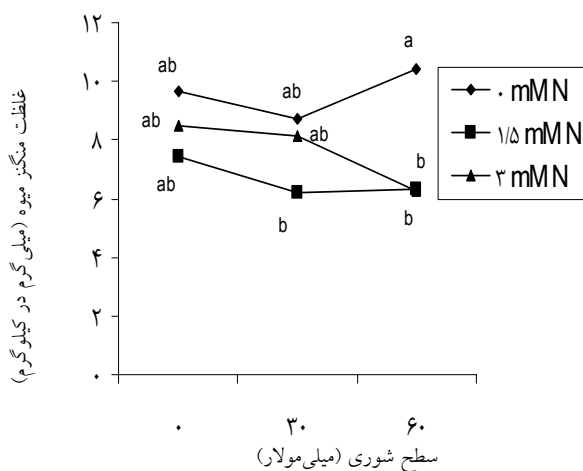 غلظت منگنز میوه (میلی‌گرم در کیلوگرم)
۱۲
۱۰
۸
۶
۴
۲
۰
ab
ab
a
ab
ab
b
ab
b
b
۰ mMN
۱/۵ mMN
۳ mMN
۰ ۳۰ ۶۰
سطح شوری (میلی‌مولار)